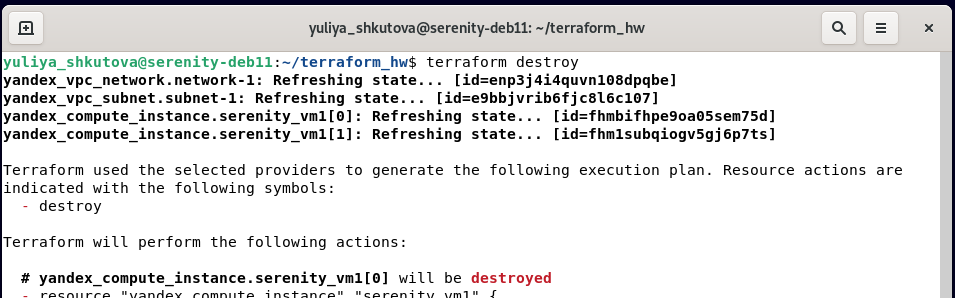 yuliya_shkutova@serenity-deb11: ~/terraform_hw
yuliya_shkutova@serenity-deb11:~/terraform_hw$ terraform destroy
yandex_vpc_network.network-1: Refreshing state... [id=enp3j4i4quvn108dpqbe]
yandex_vpc_subnet.subnet-1: Refreshing state... [id=e9bbjvrib6fjc8l6c107]
yandex_compute_instance.serenity_vm1[0]: Refreshing state... [id=fhmbifhpe9oa05sem75d]
yandex_compute_instance.serenity_vm1[1]: Refreshing state... [id=fhm1subqiogv5gj6p7ts]
Terraform used the selected providers to generate the following execution plan. Resource actions are
indicated with the following symbols:
- destroy
Terraform will perform the following actions:
# yandex_compute_instance.serenity_vm1[0] will be destroyed
- resource "yandex_compute_instance" "serenity_vm1" {